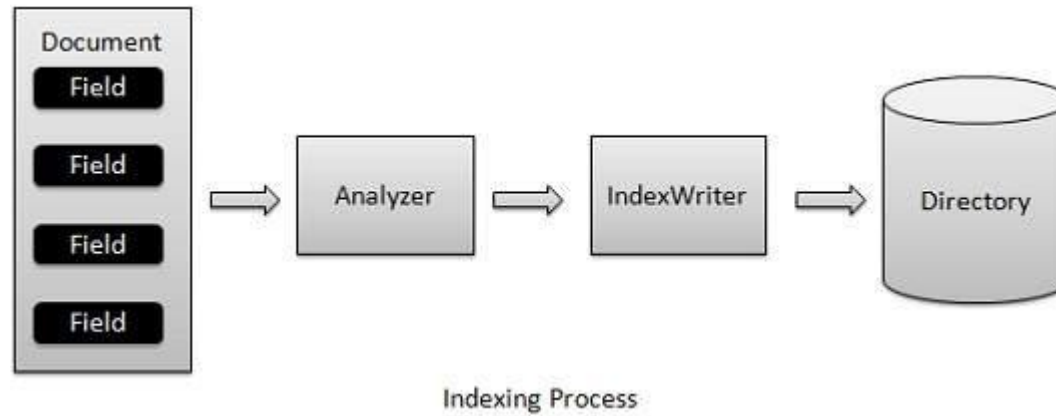 Document
Field
Field
Field
Field
Analyzer
IndexWriter
Directory
Indexing Process